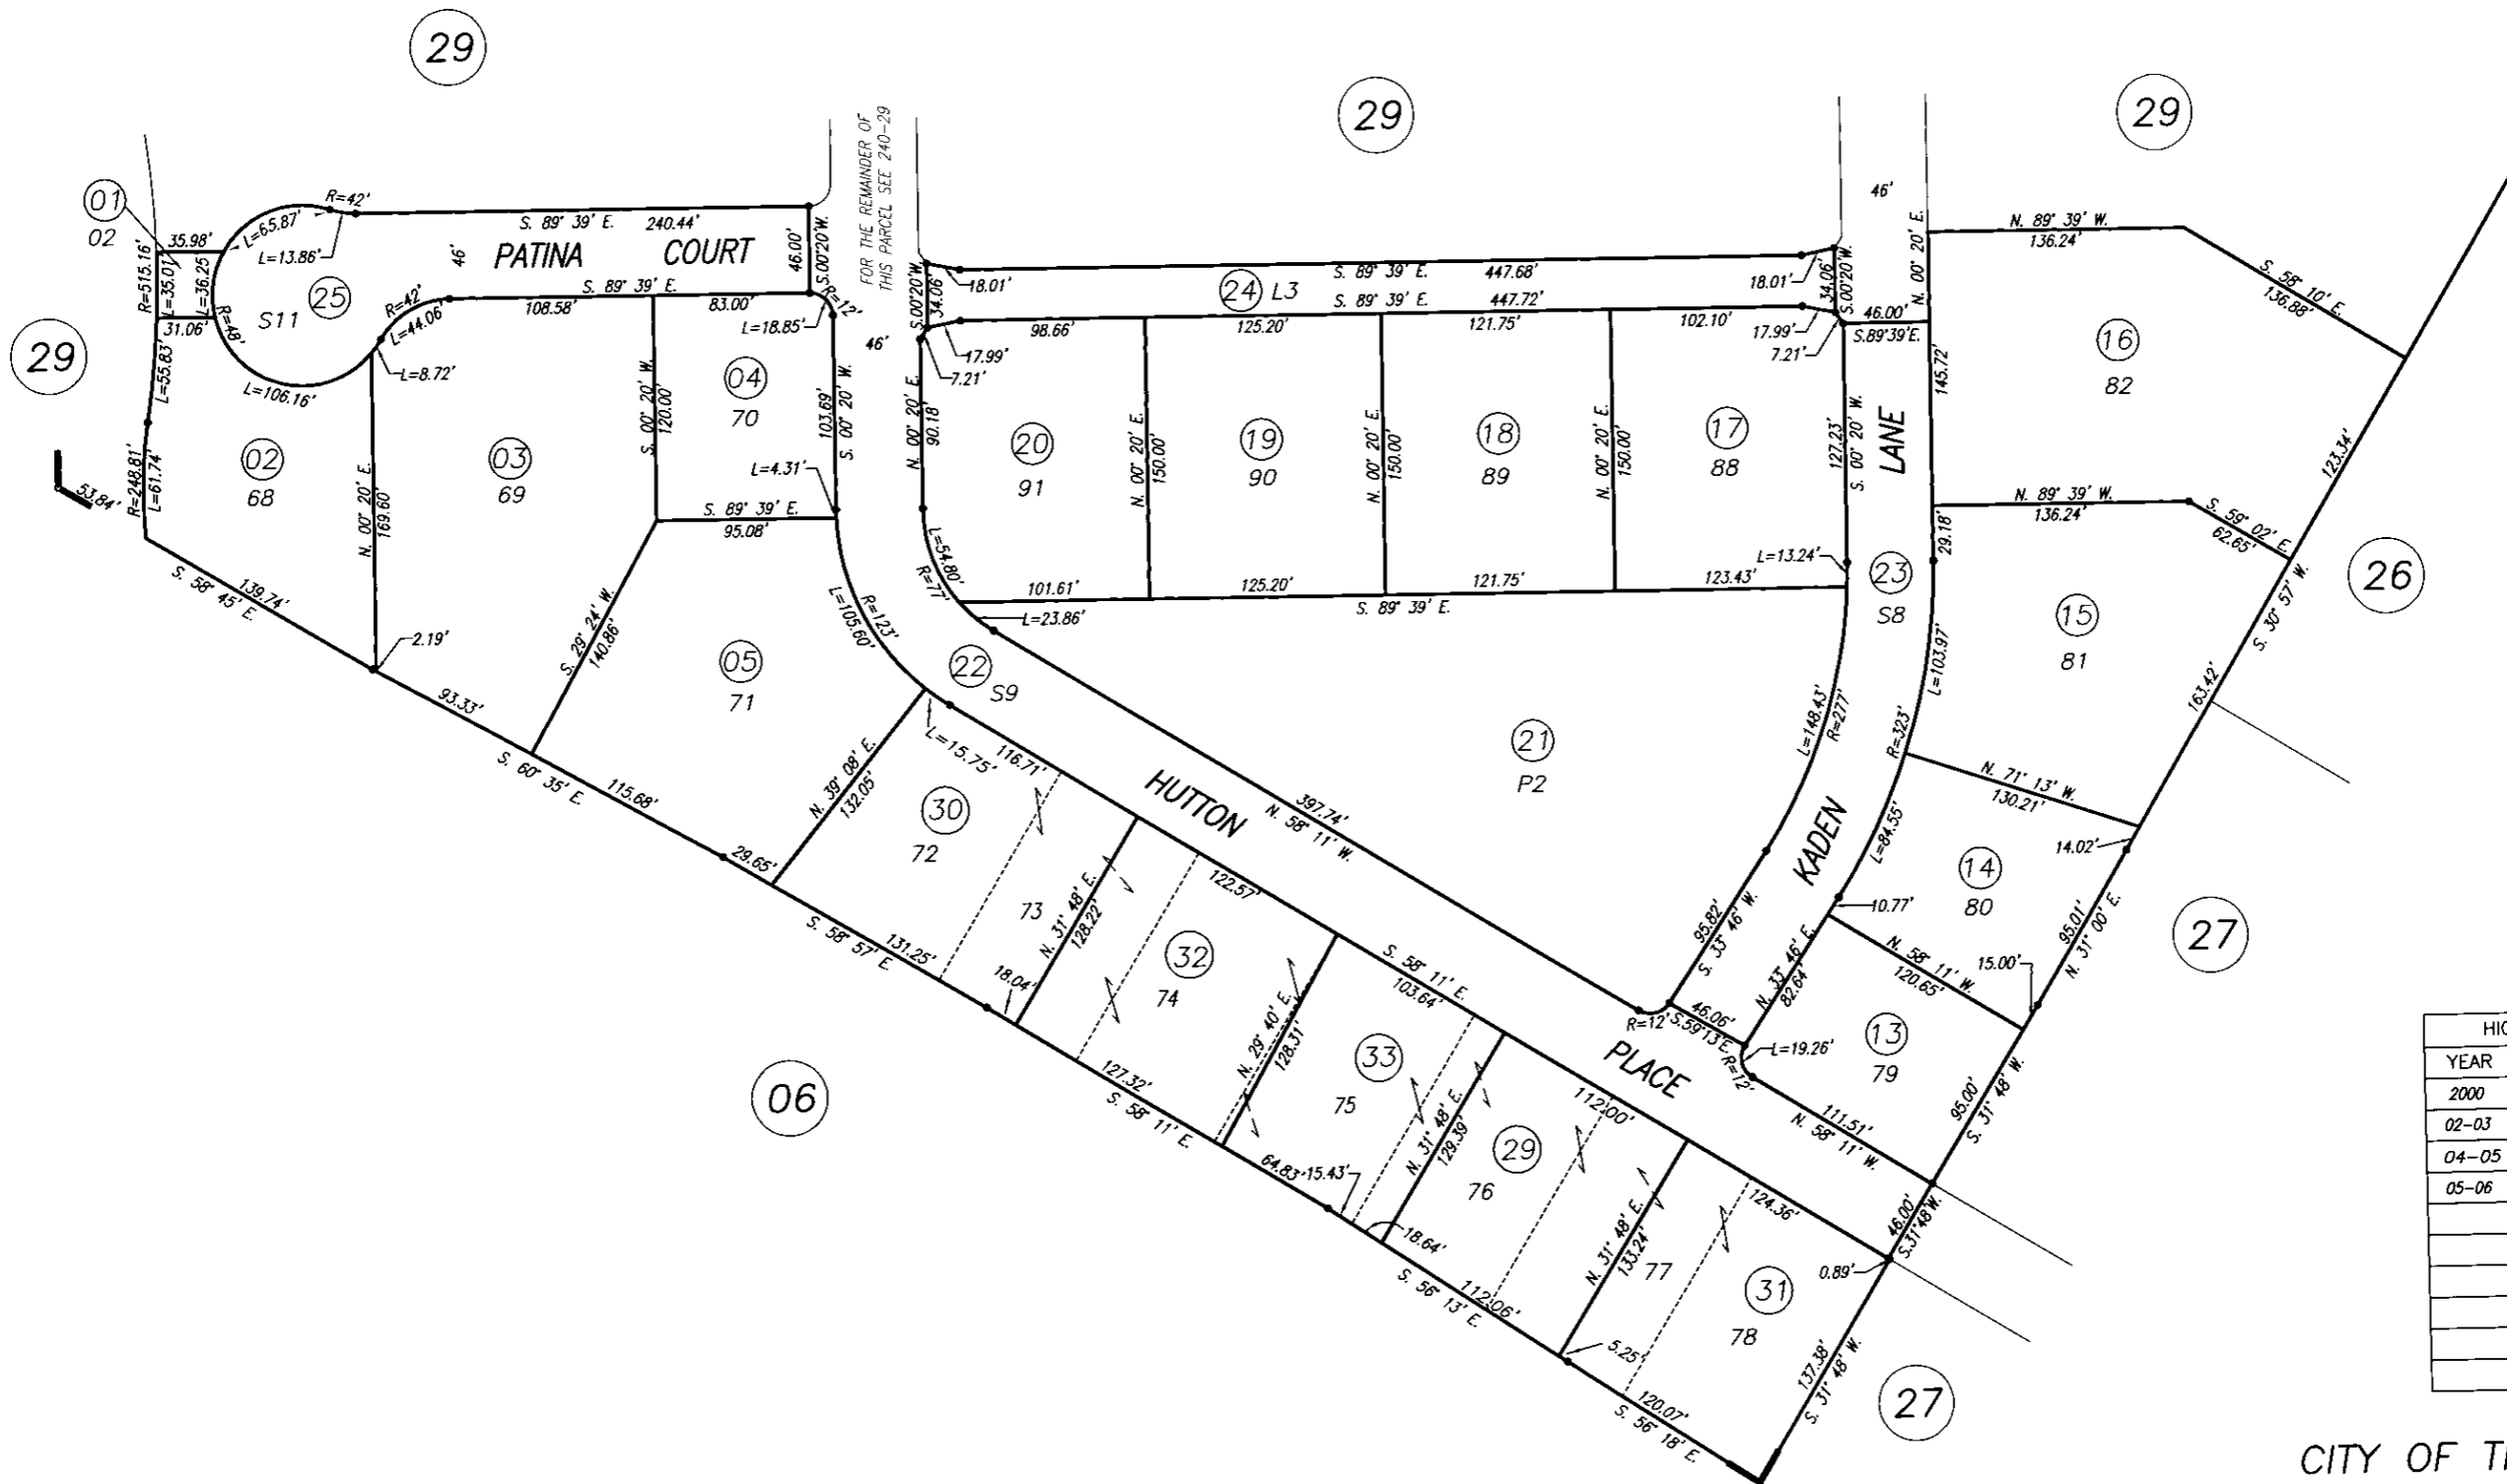 29
29
29
01
02
R=515.16'
35.98'
L=35.01'
L=36.25'
31.06'
L=65.87'
R=42'
L=13.86'
S. 89° 39' E. 240.44'
46'
PATINA COURT
46.00'
S.00°20'W.
FOR THE REMAINDER OF
THIS PARCEL SEE 240-29
25
S11
R=48'
L=106.16'
R=42'
L=44.06'
L=8.72'
108.58'
S. 89° 39' E.
83.00'
R=12'
L=18.85'
46'
29
L=55.83'
R=248.81'
L=61.74'
53.84'
02
68
N. 00° 20' E.
169.60'
03
69
S. 00° 20' W.
120.00'
04
70
103.69'
S. 00° 20' W.
L=4.31'
S. 89° 39' E.
95.08'
139.74'
S. 58° 45' E.
2.19'
93.33'
S. 29° 24' W.
140.86'
05
71
S. 60° 35' E.
115.68'
29.65'
R=123'
L=105.60'
L=15.75'
22
S9
S.00°20'W.
34.06'
18.01'
24 L3
S. 89° 39' E. 447.68'
S. 89° 39' E. 447.72'
18.01'
34.06'
S.00°20'W.
17.99'
7.21'
98.66'
125.20'
121.75'
102.10'
17.99'
7.21'
46'
46.00'
S.89°39'E.
N. 00° 20' E.
N. 00° 20' E.
90.18'
20
91
N. 00° 20' E.
150.00'
19
90
N. 00° 20' E.
150.00'
18
89
N. 00° 20' E.
150.00'
17
88
127.23'
S. 00° 20' W.
LANE
145.72'
L=54.80'
R=77'
L=23.86'
101.61'
125.20'
S. 89° 39' E.
121.75'
123.43'
L=13.24'
23
S8
29.18'
N. 89° 39' W.
136.24'
S. 58° 10' E.
136.88'
16
82
123.34'
N. 89° 39' W.
136.24'
S. 59° 02' E.
62.65'
26
15
81
S. 30° 57' W.
163.42'
L=103.97'
R=323'
L=148.43'
R=277'
21
P2
KADEN
N. 71° 13' W.
130.21'
14.02'
L=84.55'
14
80
10.77'
95.01'
N. 31° 00' E.
27
N. 58° 11' W.
120.65'
15.00'
95.82'
S. 33° 46' W.
N. 33° 46' E.
82.64'
46.06'
S.59°13'E.
R=12'
R=12'
L=19.26'
13
79
95.00'
S. 31° 48' W.
111.51'
N. 58° 11' W.
HUTTON
PLACE
397.74'
N. 58° 11' W.
116.71'
122.57'
S. 58° 11' E.
103.64'
112.00'
124.36'
46.00'
S.31°48'W.
0.89'
N. 39° 08' E.
132.05'
30
72
73
N. 31° 48' E.
128.22'
S. 58° 57' E.
131.25'
18.04'
32
74
N. 29° 40' E.
128.31'
127.32'
S. 58° 11' E.
33
75
64.83'
15.43'
N. 31° 48' E.
129.39'
29
76
18.64'
112.06'
S. 56° 13' E.
N. 31° 48' E.
133.24'
77
31
78
5.25'
120.07'
S. 56° 18' E.
137.38'
S. 31° 48' W.
27
06
YEAR
2000
02-03
04-05
05-06
CITY OF